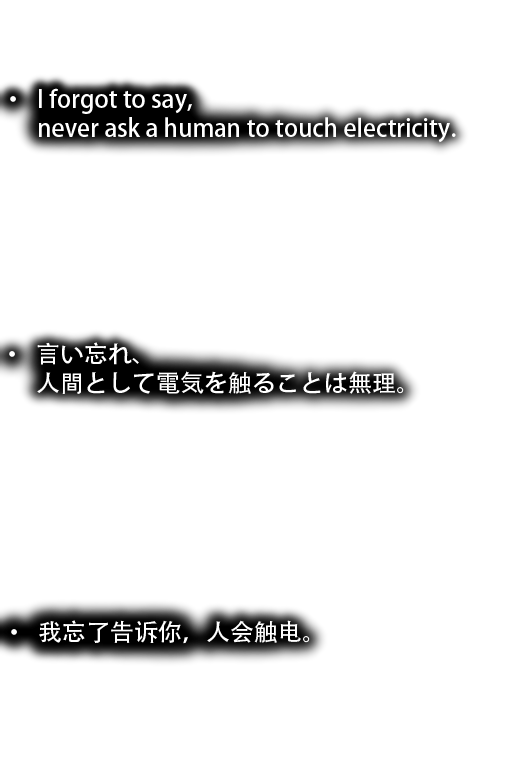 • I forgot to say,
never ask a human to touch electricity.
• 言い忘れ、
人間として電気を触ることは無理。
• 我忘了告诉你，人会触电。